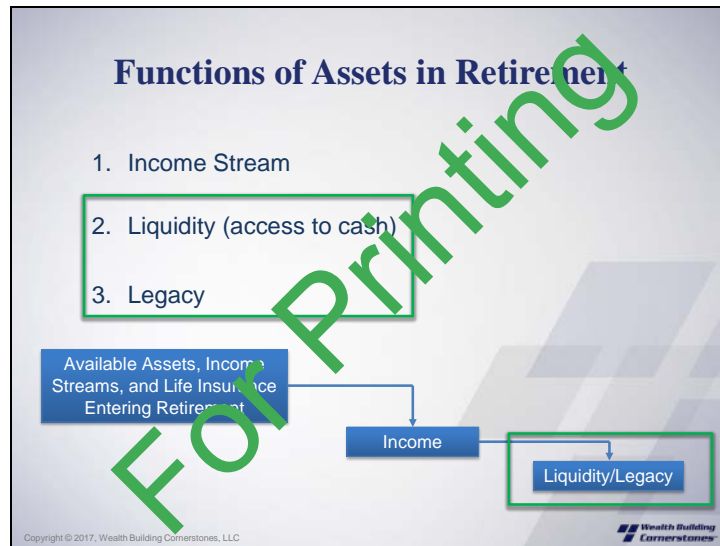 Functions of Assets in Retirement
1. Income Stream
2. Liquidity (access to cash)
3. Legacy
Available Assets, Income
Streams, and Life Insurance
Entering Retirement
Income
Liquidity/Legacy
For Printing
Copyright © 2017, Wealth Building Cornerstones, LLC
Wealth Building
Cornerstones